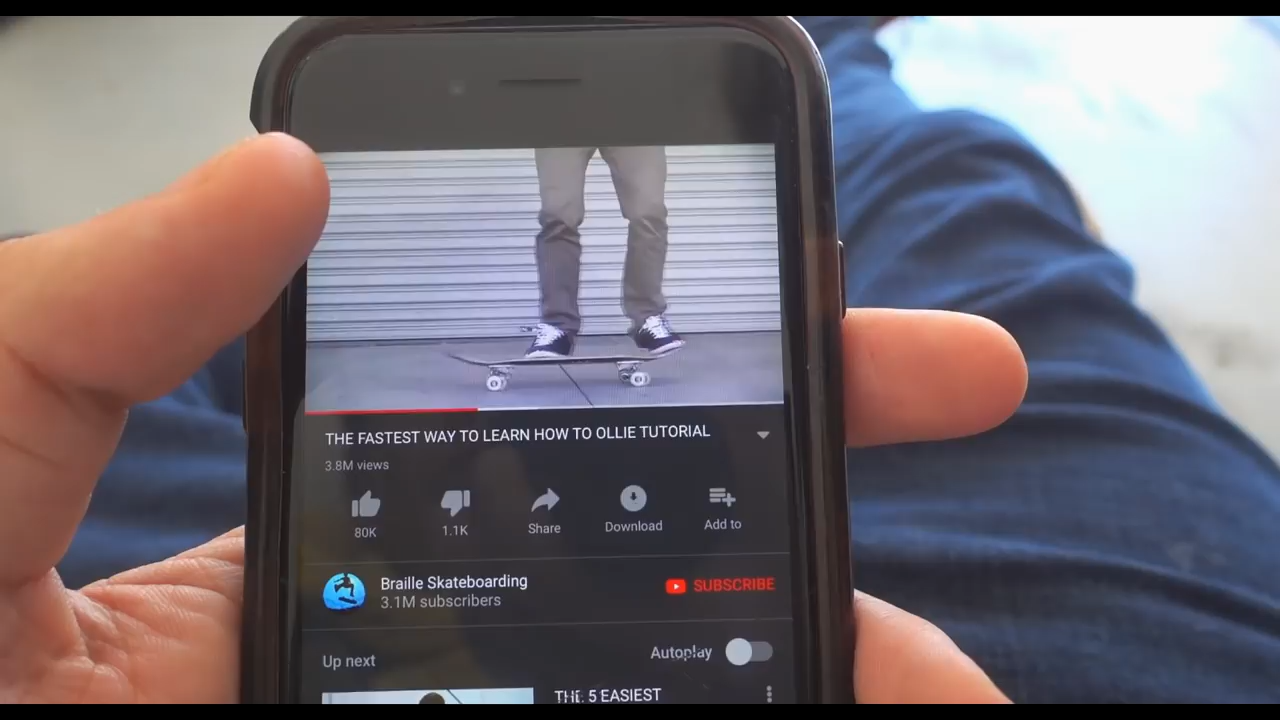 THE FASTEST WAY TO LEARN HOW TO OLLIE TUTORIAL
3.8M views
80K
1.1K
Share
Download
Add to
Braille Skateboarding
3.1M subscribers
SUBSCRIBE
Up next
Autoplay
THE 5 EASIEST